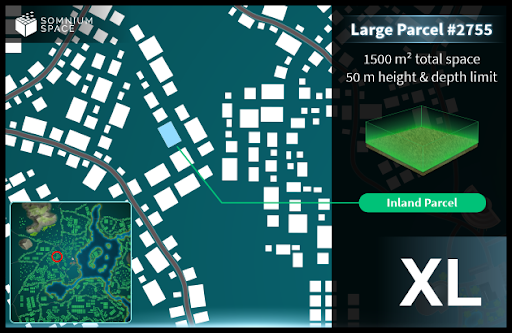 SOMNIUM
SPACE
Large Parcel #2755
1500 m² total space
50 m height & depth limit
Inland Parcel
XL